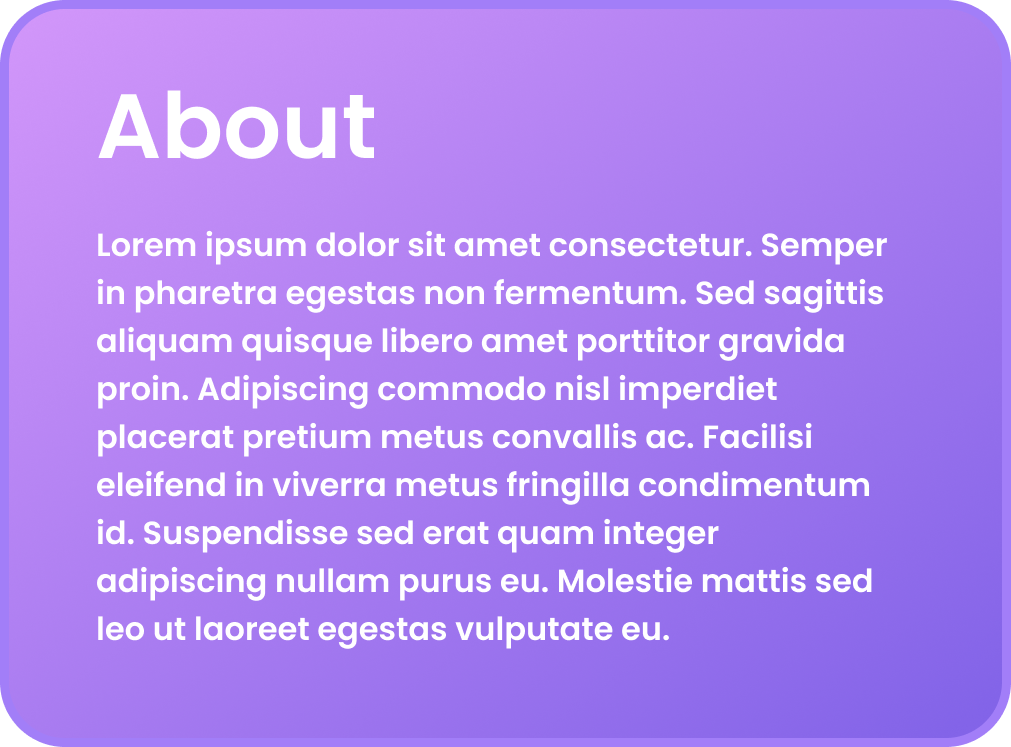 About
Lorem ipsum dolor sit amet consectetur. Semper
in pharetra egestas non fermentum. Sed sagittis
aliquam quisque libero amet porttitor gravida
proin. Adipiscing commodo nisl imperdiet
placerat pretium metus convallis ac. Facilisi
eleifend in viverra metus fringilla condimentum
id. Suspendisse sed erat quam integer
adipiscing nullam purus eu. Molestie mattis sed
leo ut laoreet egestas vulputate eu.